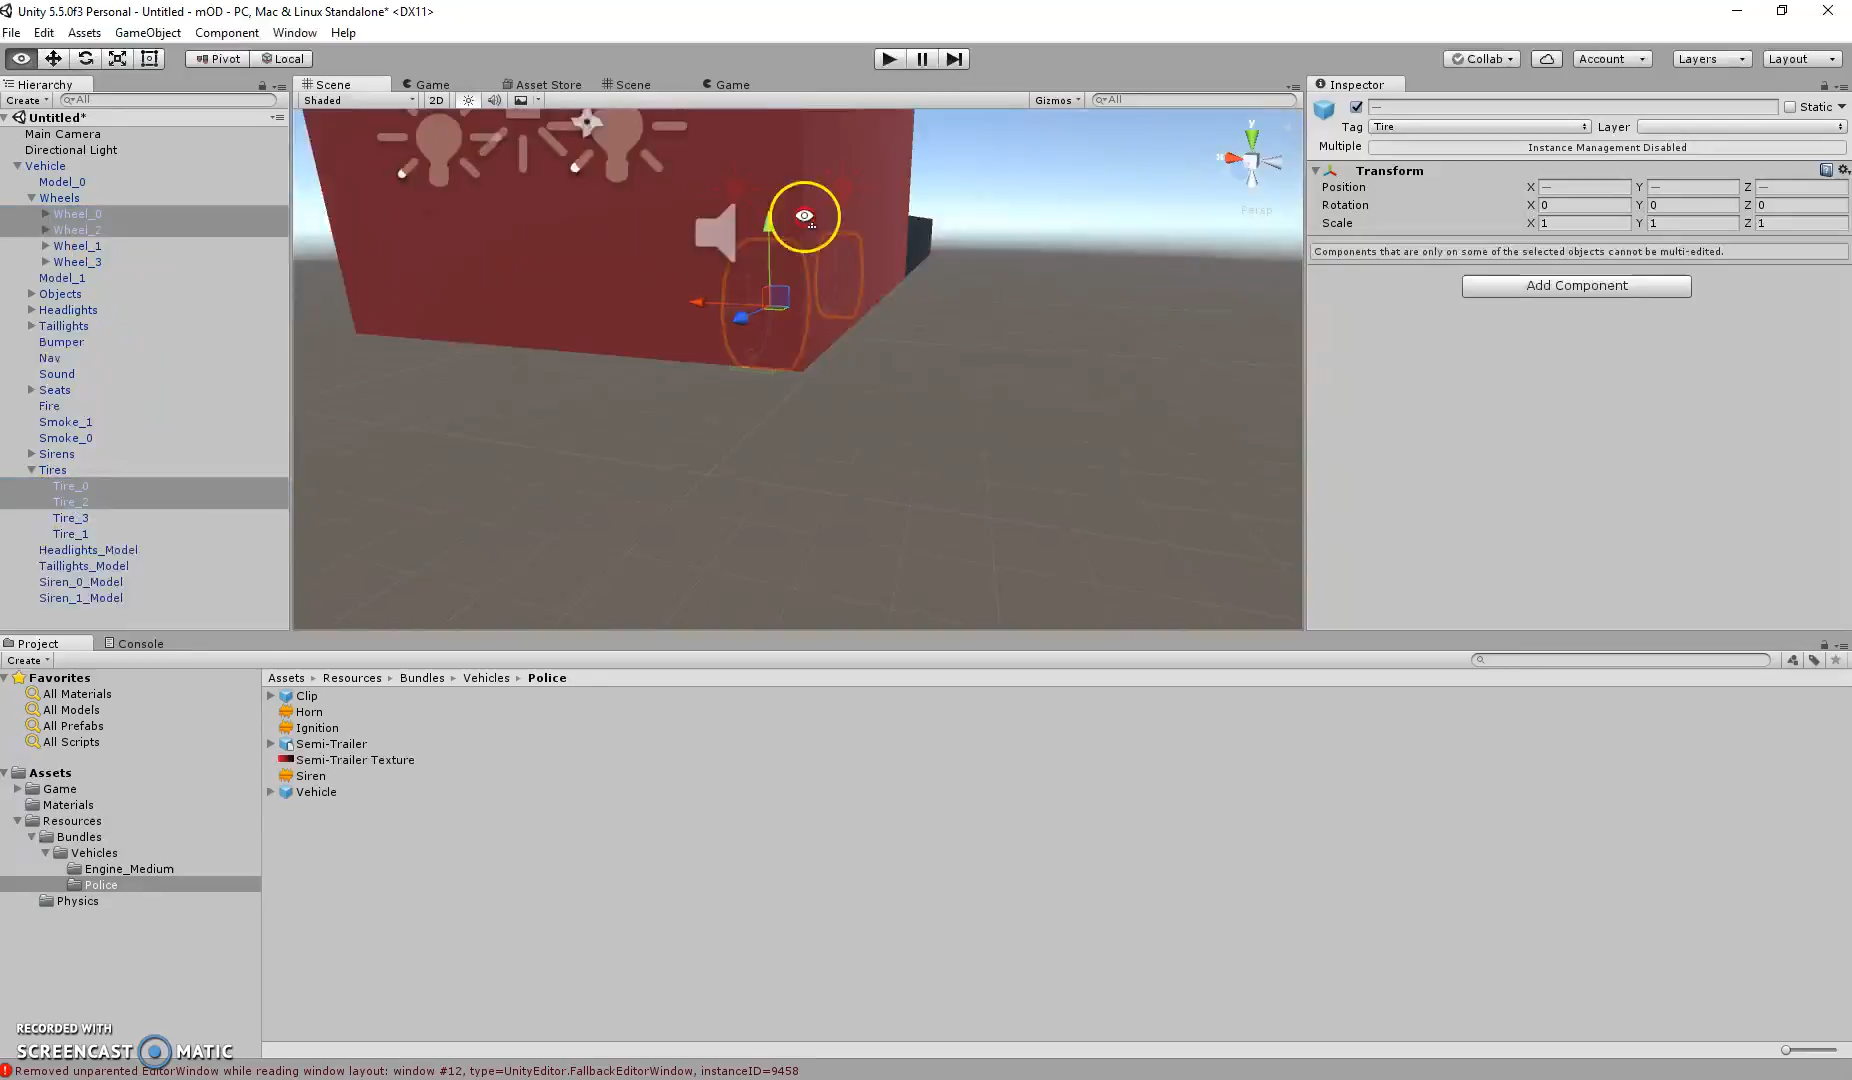 Unity 5.5.0f3 Personal - Untitled - mOD - PC, Mac & Linux Standalone* <DX11>
File Edit Assets GameObject Component Window Help
Pivot Local Collab Account Layers Layout
Hierarchy
Create All
Untitled*
Main Camera
Directional Light
Vehicle
Model_0
Wheels
Wheel_0
Wheel_2
Wheel_1
Wheel_3
Model_1
Objects
Headlights
Taillights
Bumper
Nav
Sound
Seats
Fire
Smoke_1
Smoke_0
Sirens
Tires
Tire_0
Tire_2
Tire_3
Tire_1
Headlights_Model
Taillights_Model
Siren_0_Model
Siren_1_Model
Scene Game Asset Store Scene Game
Shaded 2D Gizmos All
y
x
Persp
Inspector
— Static
Tag Tire Layer
Multiple Instance Management Disabled
Transform
Position X — Y — Z —
Rotation X 0 Y 0 Z 0
Scale X 1 Y 1 Z 1
Components that are only on some of the selected objects cannot be multi-edited.
Add Component
Project Console
Create
Favorites
All Materials
All Models
All Prefabs
All Scripts
Assets
Game
Materials
Resources
Bundles
Vehicles
Engine_Medium
Police
Physics
Assets Resources Bundles Vehicles Police
Clip
Horn
Ignition
Semi-Trailer
Semi-Trailer Texture
Siren
Vehicle
RECORDED WITH
SCREENCAST MATIC
Removed unparented EditorWindow while reading window layout: window #12, type=UnityEditor.FallbackEditorWindow, instanceID=9458